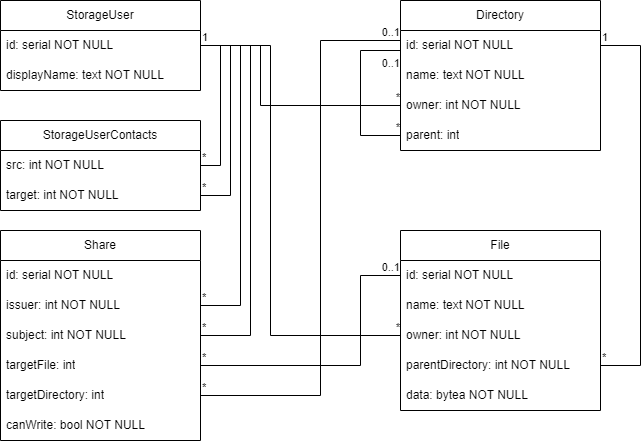 StorageUser
id: serial NOT NULL
1
displayName: text NOT NULL
StorageUserContacts
src: int NOT NULL
*
target: int NOT NULL
*
Share
id: serial NOT NULL
issuer: int NOT NULL
*
subject: int NOT NULL
*
targetFile: int
*
targetDirectory: int
*
canWrite: bool NOT NULL
Directory
0..1
id: serial NOT NULL
1
0..1
name: text NOT NULL
*
owner: int NOT NULL
*
parent: int
File
0..1
id: serial NOT NULL
name: text NOT NULL
*
owner: int NOT NULL
parentDirectory: int NOT NULL
*
data: bytea NOT NULL